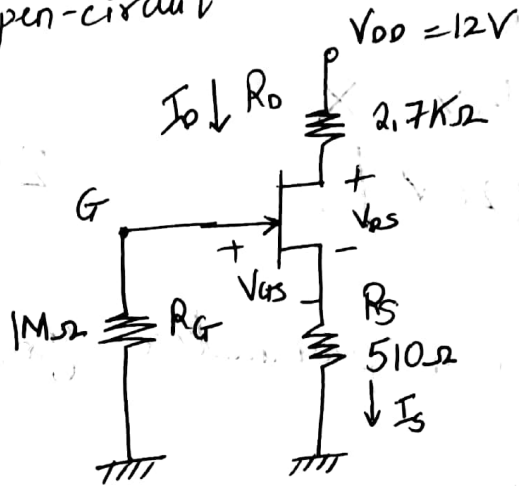 pen-circuit
VDD = 12V
ID ↓ RD
2.7KΩ
G
+
+
VDS
-
VGS
-
1MΩ
RG
RS
510Ω
↓ IS